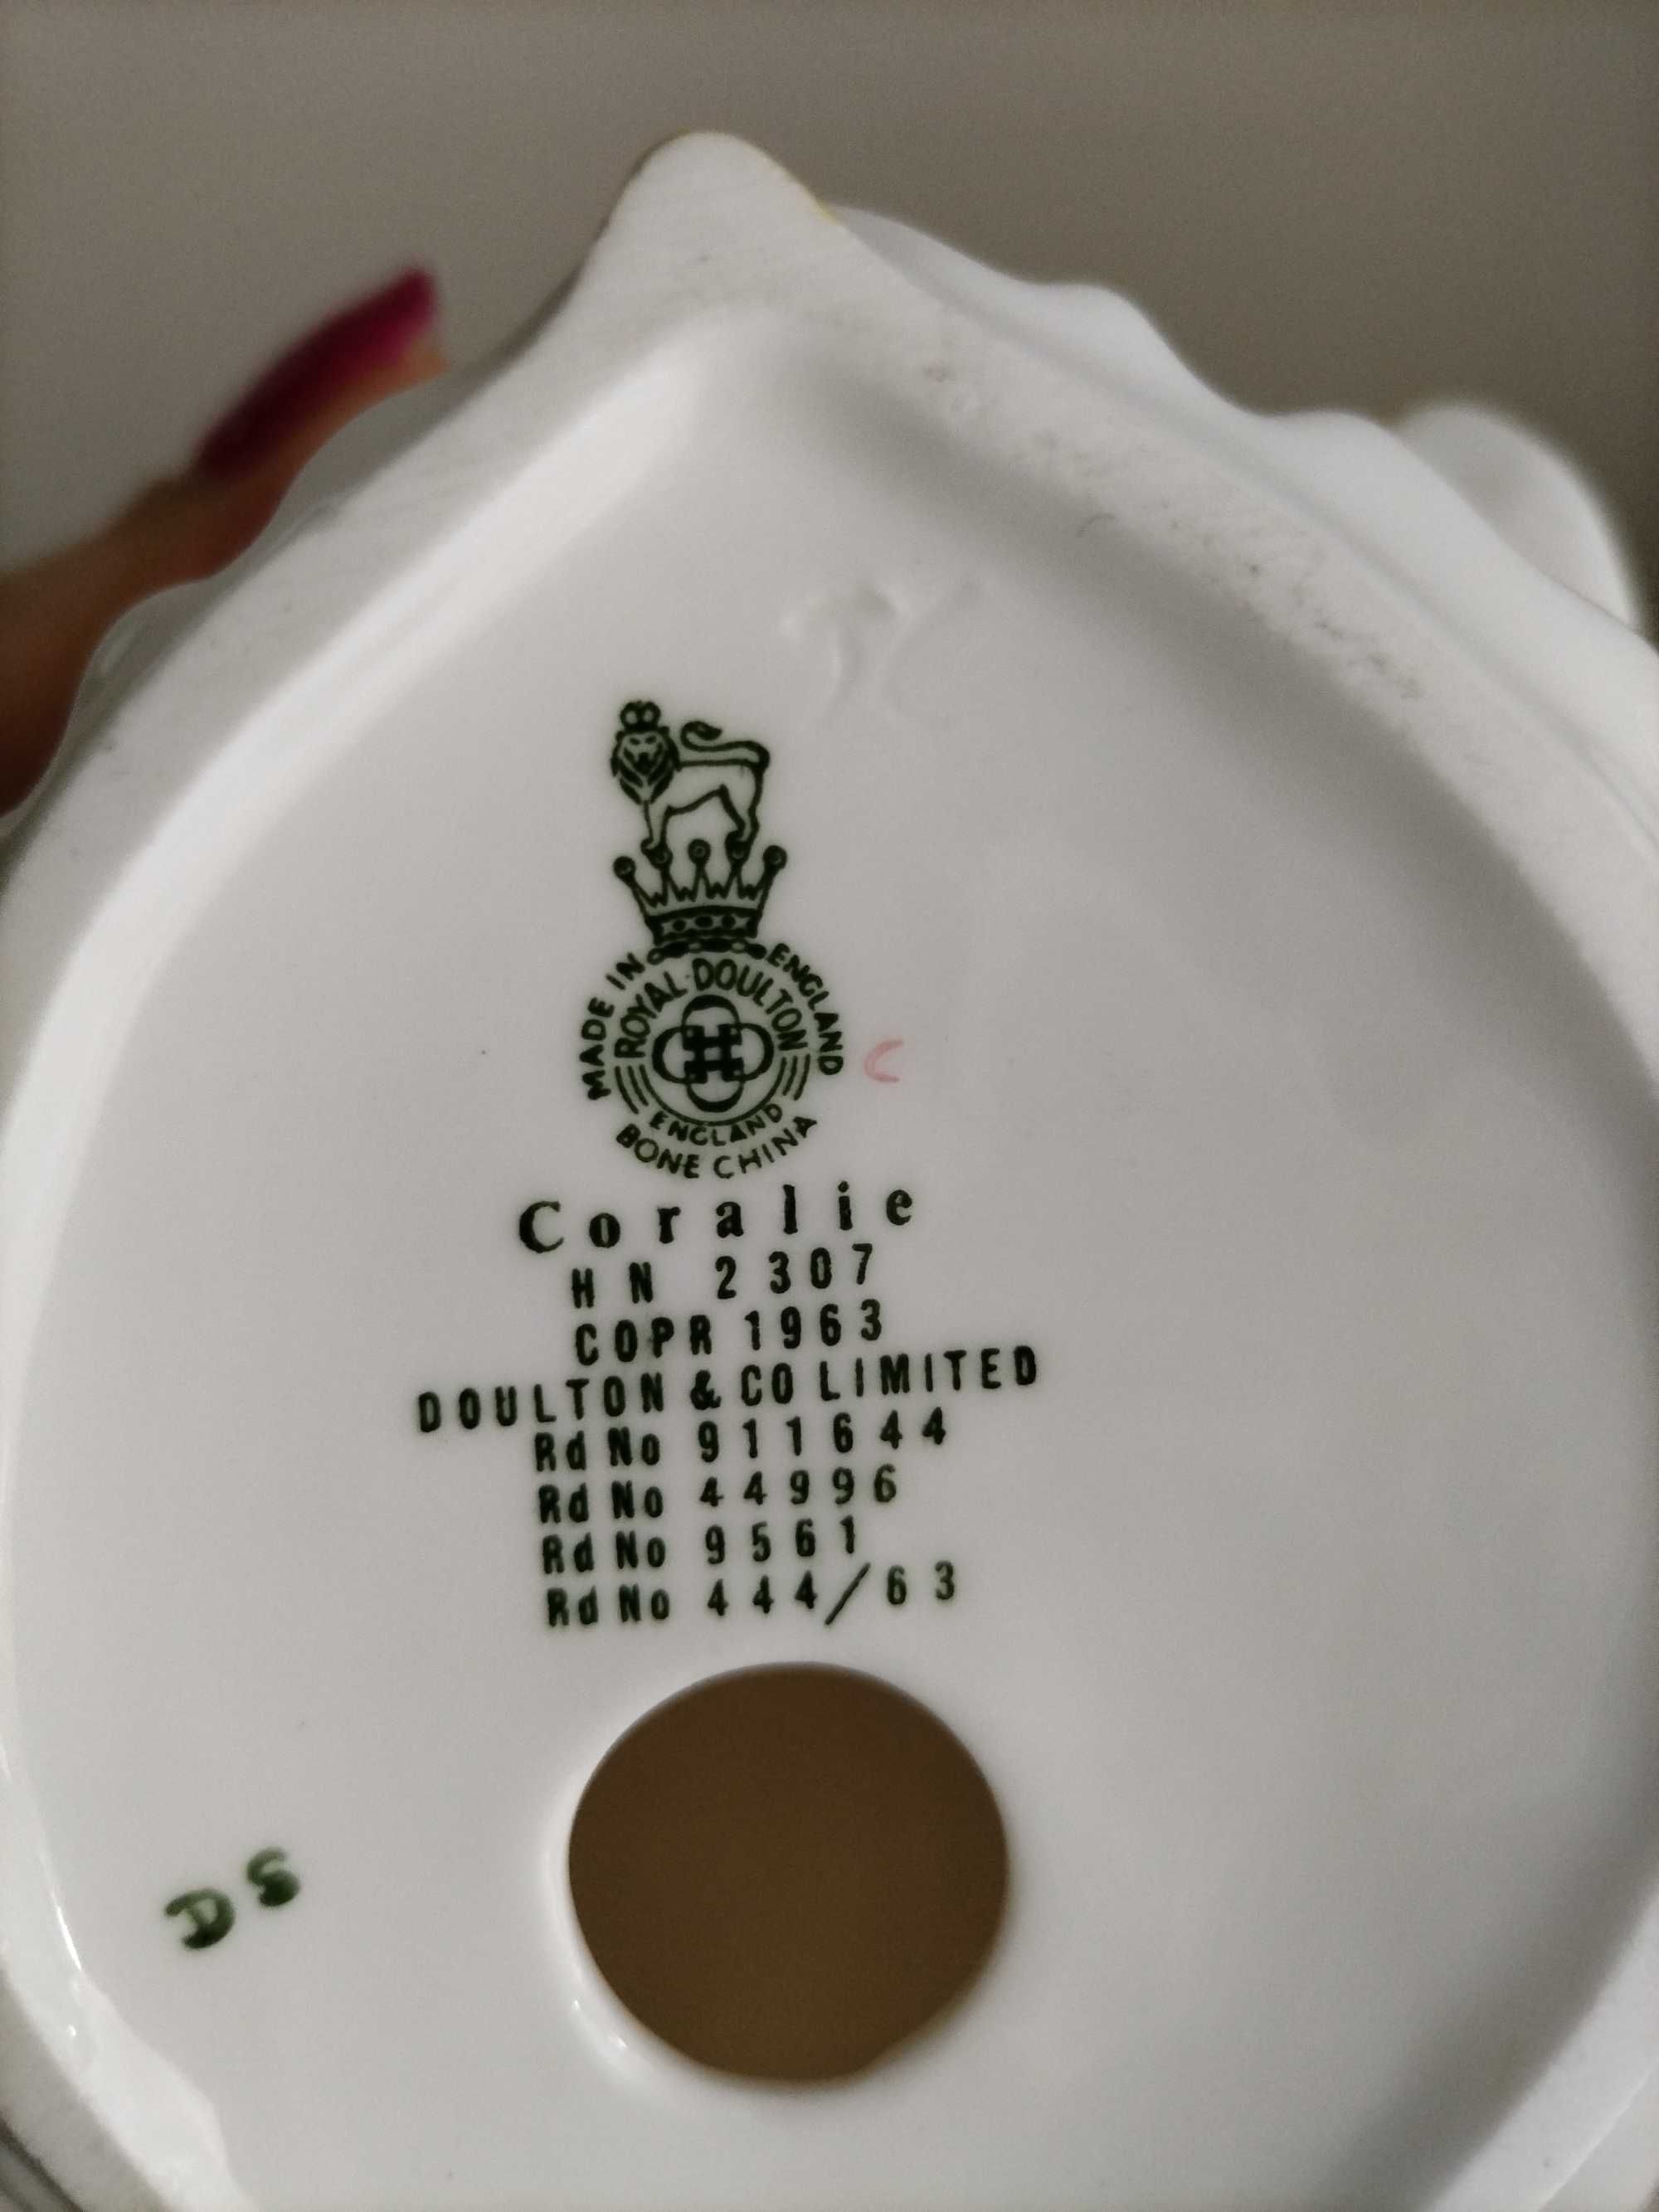 MADE IN ENGLAND
ROYAL DOULTON
ENGLAND
BONE CHINA
C
Coralie
HN 2307
COPR 1963
DOULTON & CO LIMITED
Rd No 911644
Rd No 44996
Rd No 9561
Rd No 444/63
DS